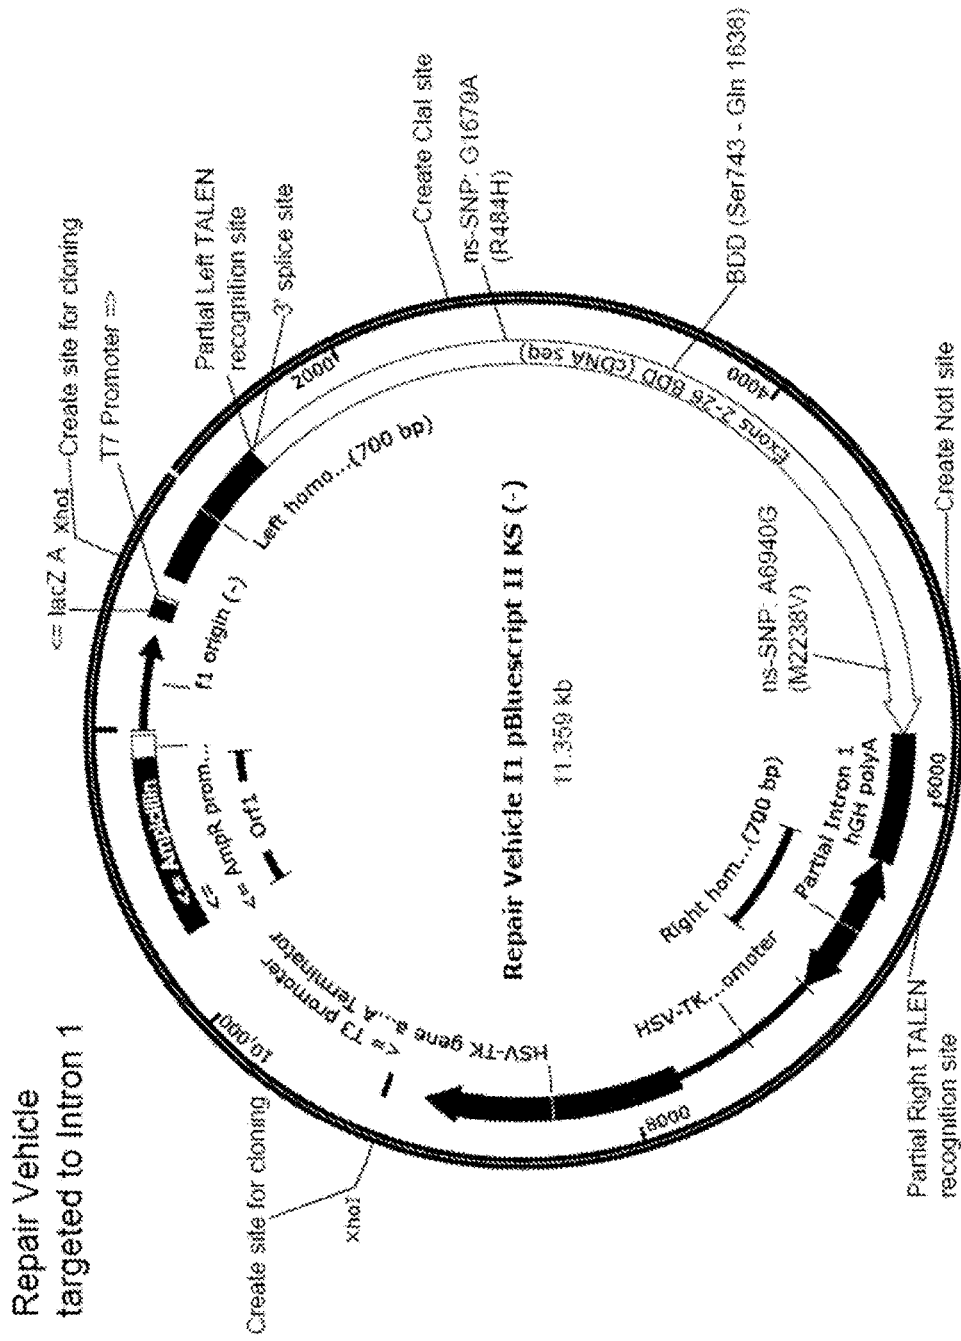 Repair Vehicle
targeted to Intron 1
<= lacZ A
XhoI
Create site for cloning
T7 Promoter =>
Partial Left TALEN
recognition site
3' splice site
Create ClaI site
ns-SNP: G1679A
(R484H)
BDD (Ser743 - Gln 1638)
Create NotI site
Partial Right TALEN
recognition site
XhoI
Create site for cloning
2000
4000
6000
8000
10,000
f1 origin (-)
Left homo...(700 bp)
Exons 2-26 BDD (cDNA seq)
ns-SNP: A6940G
(M2238V)
Partial Intron 1
hGH polyA
Right hom...(700 bp)
HSV-TK...omoter
HSV-TK gene a...A Terminator
<= T3 promoter
<= Ampicillin
<=
<= AmpR prom...
Orf1
Repair Vehicle I1 pBluescript II KS (-)
11.359 kb